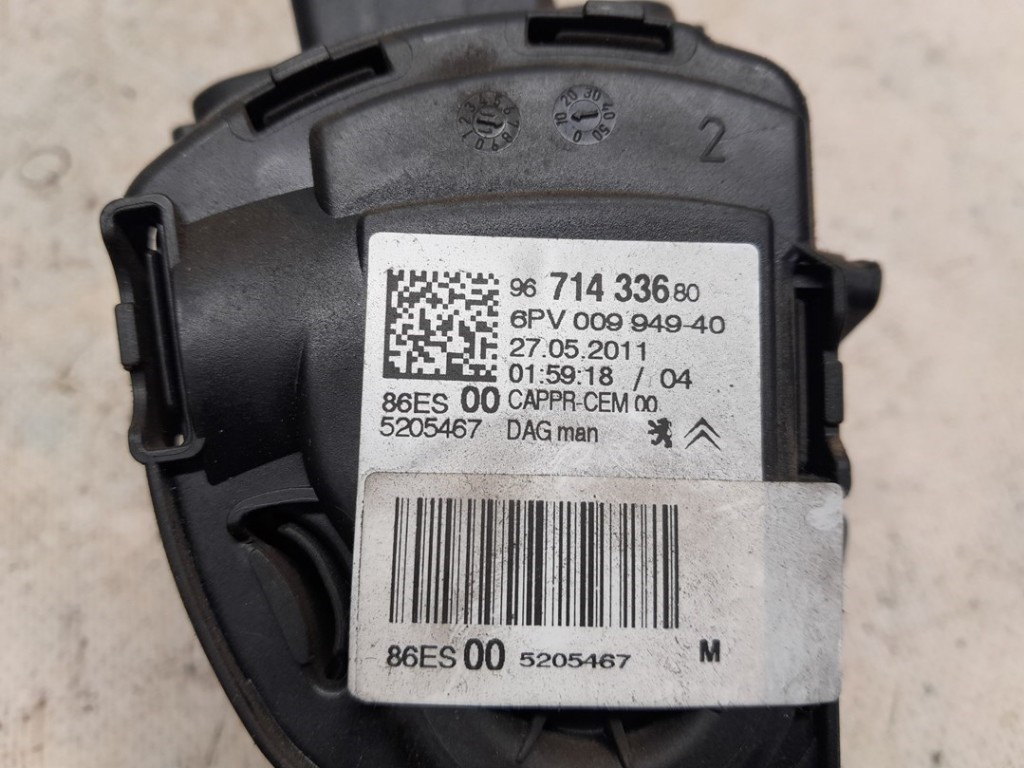 2
96 714 336 80
6PV 009 949-40
27.05.2011
01:59:18 / 04
86ES 00 CAPPR-CEM 00
5205467 DAG man
86ES 00 5205467 M